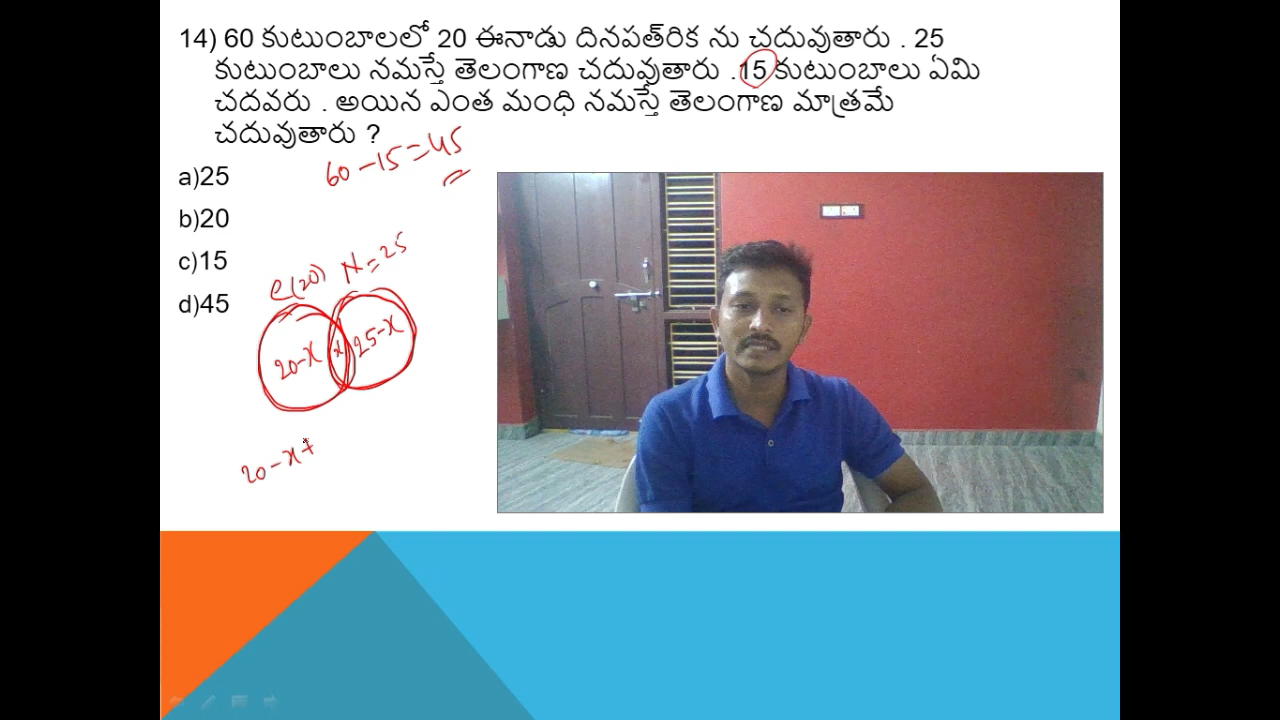 14) 60 కుటుంబాలలో 20 ఈనాడు దినపత్‌రిక ను చదువుతారు . 25
కుటుంబాలు నమస్తే తెలంగాణ చదువుతారు .15 కుటుంబాలు ఏమి
చదవరు . అయిన ఎంత మంధి నమస్తే తెలంగాణ మాత్రమే
చదువుతారు ?
60 - 15 = 45
a)25
b)20
c)15
d)45
e(20) N = 25
20-x x 25-x
20-x+